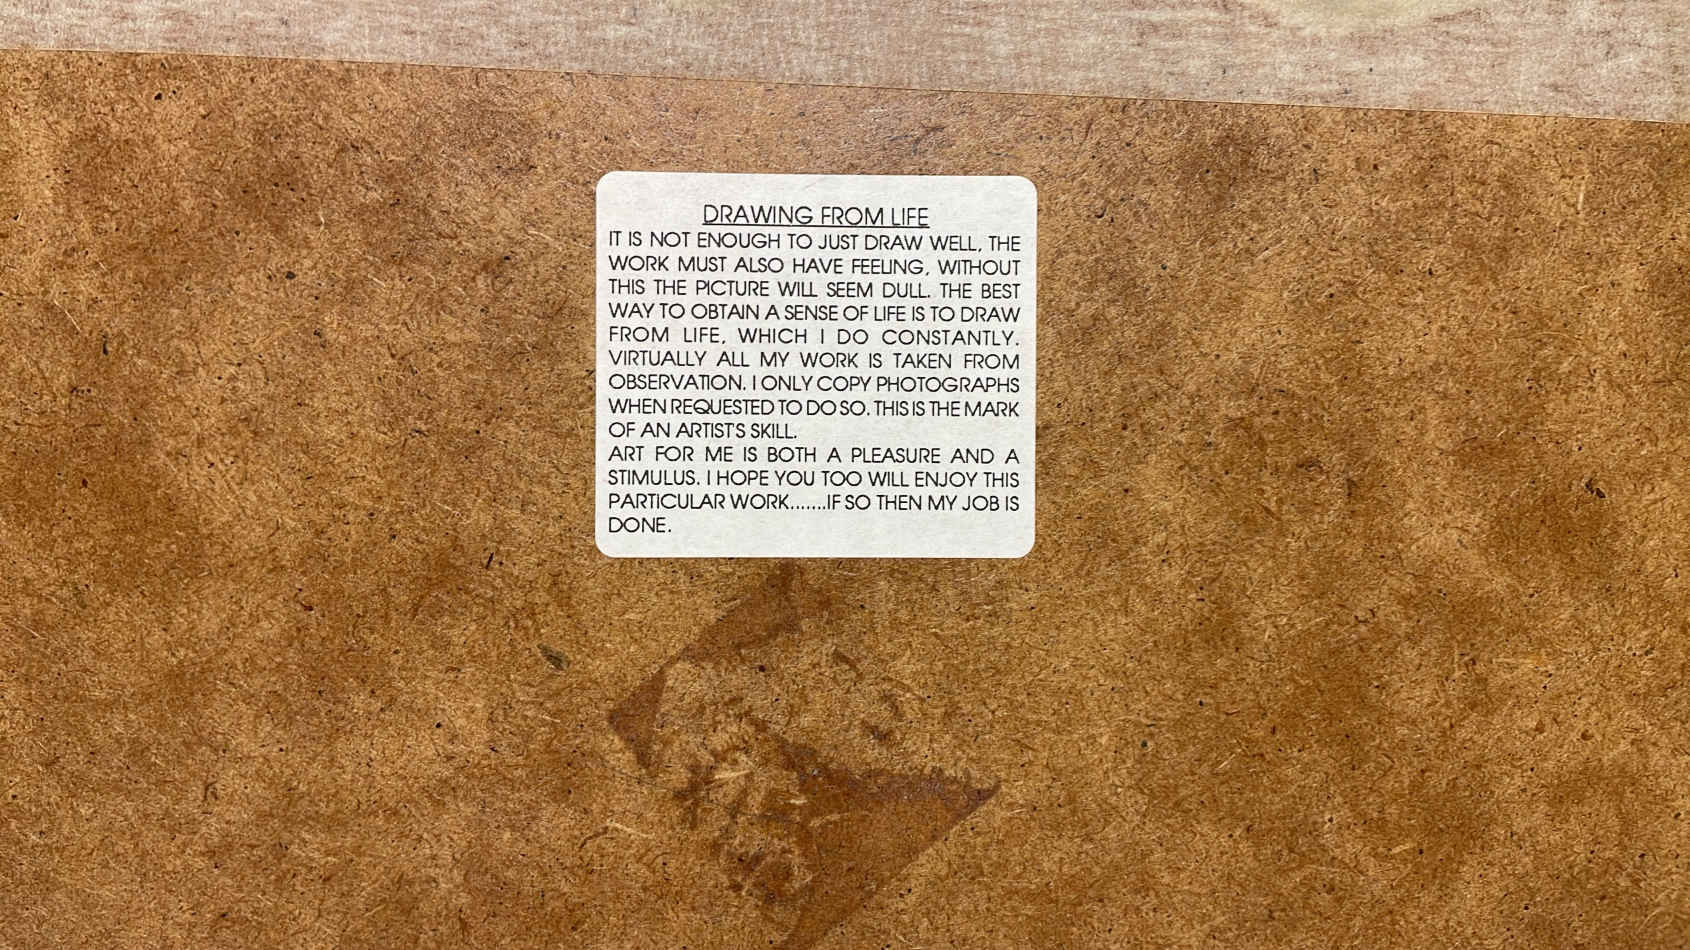 DRAWING FROM LIFE
IT IS NOT ENOUGH TO JUST DRAW WELL, THE
WORK MUST ALSO HAVE FEELING, WITHOUT
THIS THE PICTURE WILL SEEM DULL. THE BEST
WAY TO OBTAIN A SENSE OF LIFE IS TO DRAW
FROM LIFE, WHICH I DO CONSTANTLY.
VIRTUALLY ALL MY WORK IS TAKEN FROM
OBSERVATION. I ONLY COPY PHOTOGRAPHS
WHEN REQUESTED TO DO SO. THIS IS THE MARK
OF AN ARTIST'S SKILL.
ART FOR ME IS BOTH A PLEASURE AND A
STIMULUS. I HOPE YOU TOO WILL ENJOY THIS
PARTICULAR WORK.......IF SO THEN MY JOB IS
DONE.